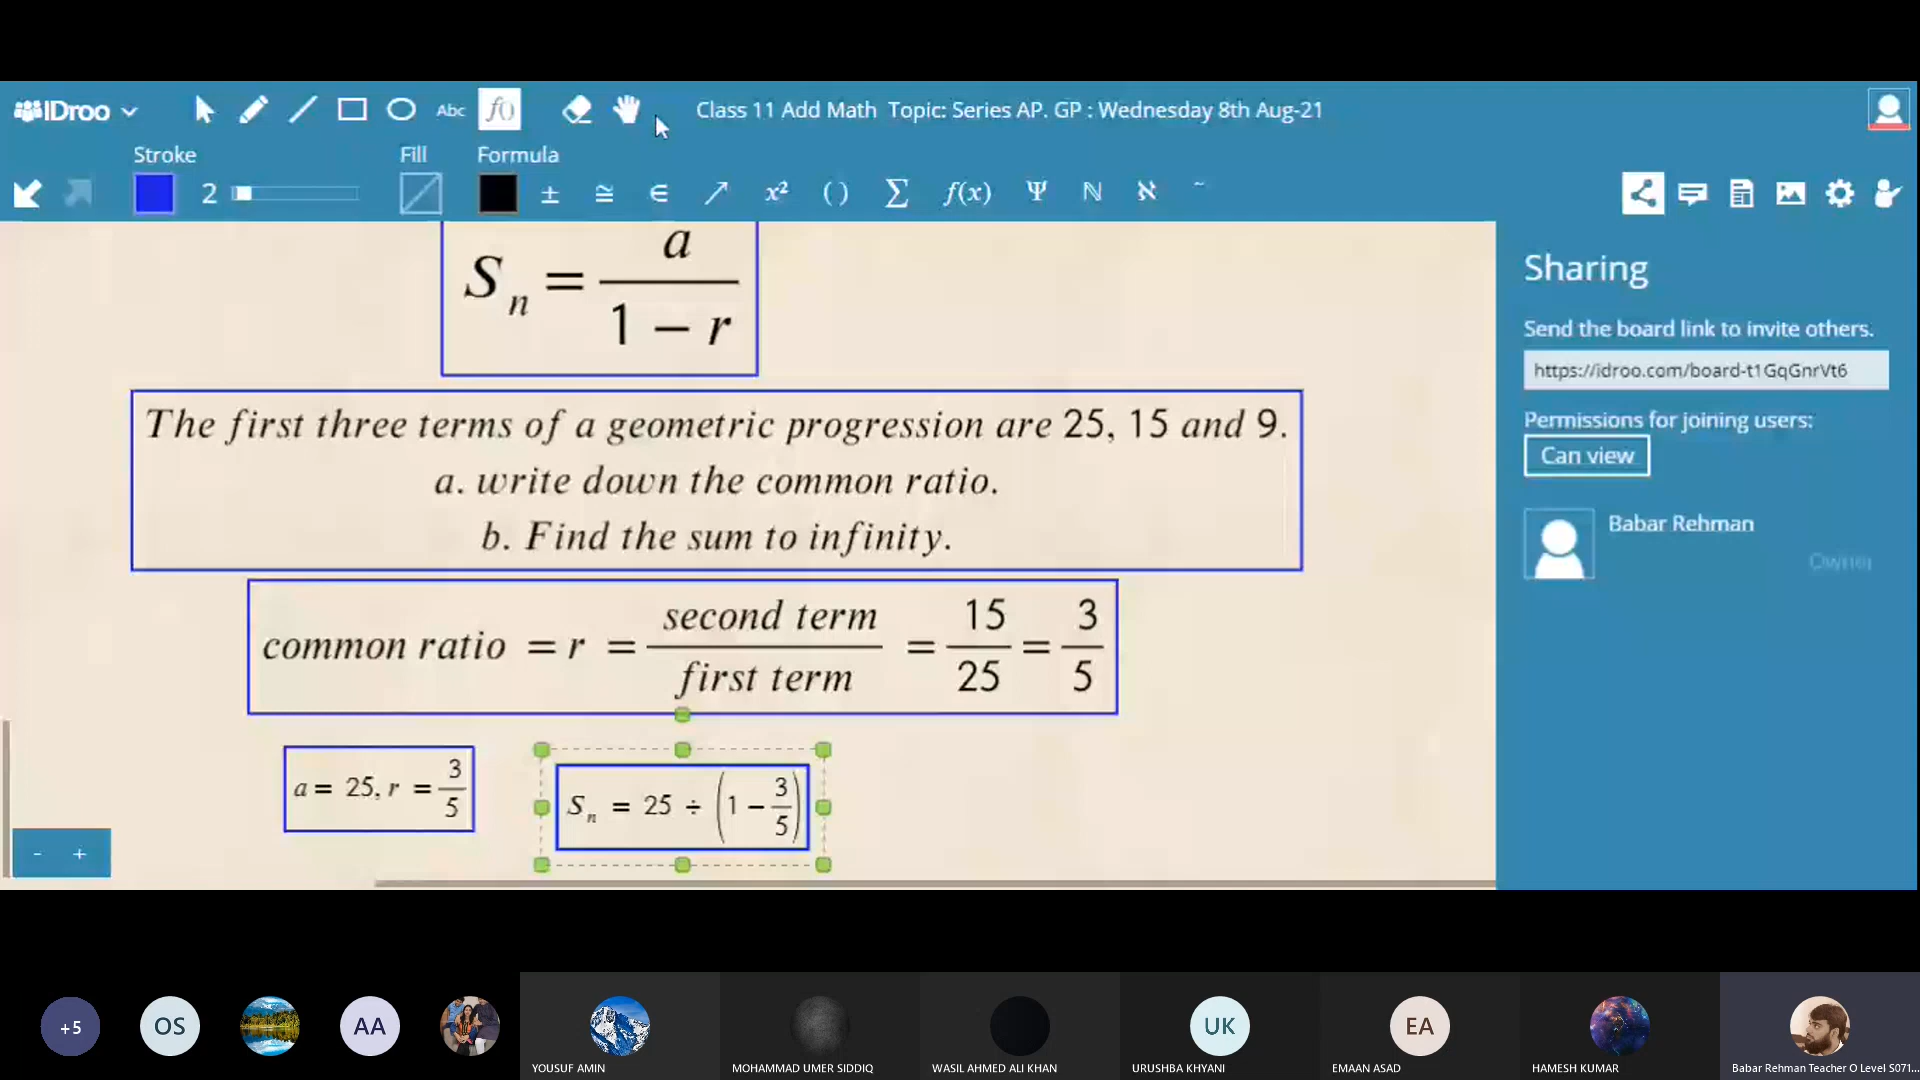 IDroo
Abc f() Class 11 Add Math Topic: Series AP. GP : Wednesday 8th Aug-21
Stroke Fill Formula
2 ± ≅ ∈ x² ( ) ∑ f(x) Ψ ℕ ℵ ~
S n = a / 1 − r
The first three terms of a geometric progression are 25, 15 and 9.
a. write down the common ratio.
b. Find the sum to infinity.
common ratio = r = second term / first term = 15 / 25 = 3 / 5
a = 25, r = 3 / 5
S n = 25 ÷ (1 − 3 / 5)
- +
Sharing
Send the board link to invite others.
https://idroo.com/board-t1GqGnrVt6
Permissions for joining users:
Can view
Babar Rehman
Owner
+5 OS AA UK EA
YOUSUF AMIN MOHAMMAD UMER SIDDIQ WASIL AHMED ALI KHAN URUSHBA KHYANI EMAAN ASAD HAMESH KUMAR Babar Rehman Teacher O Level S071...